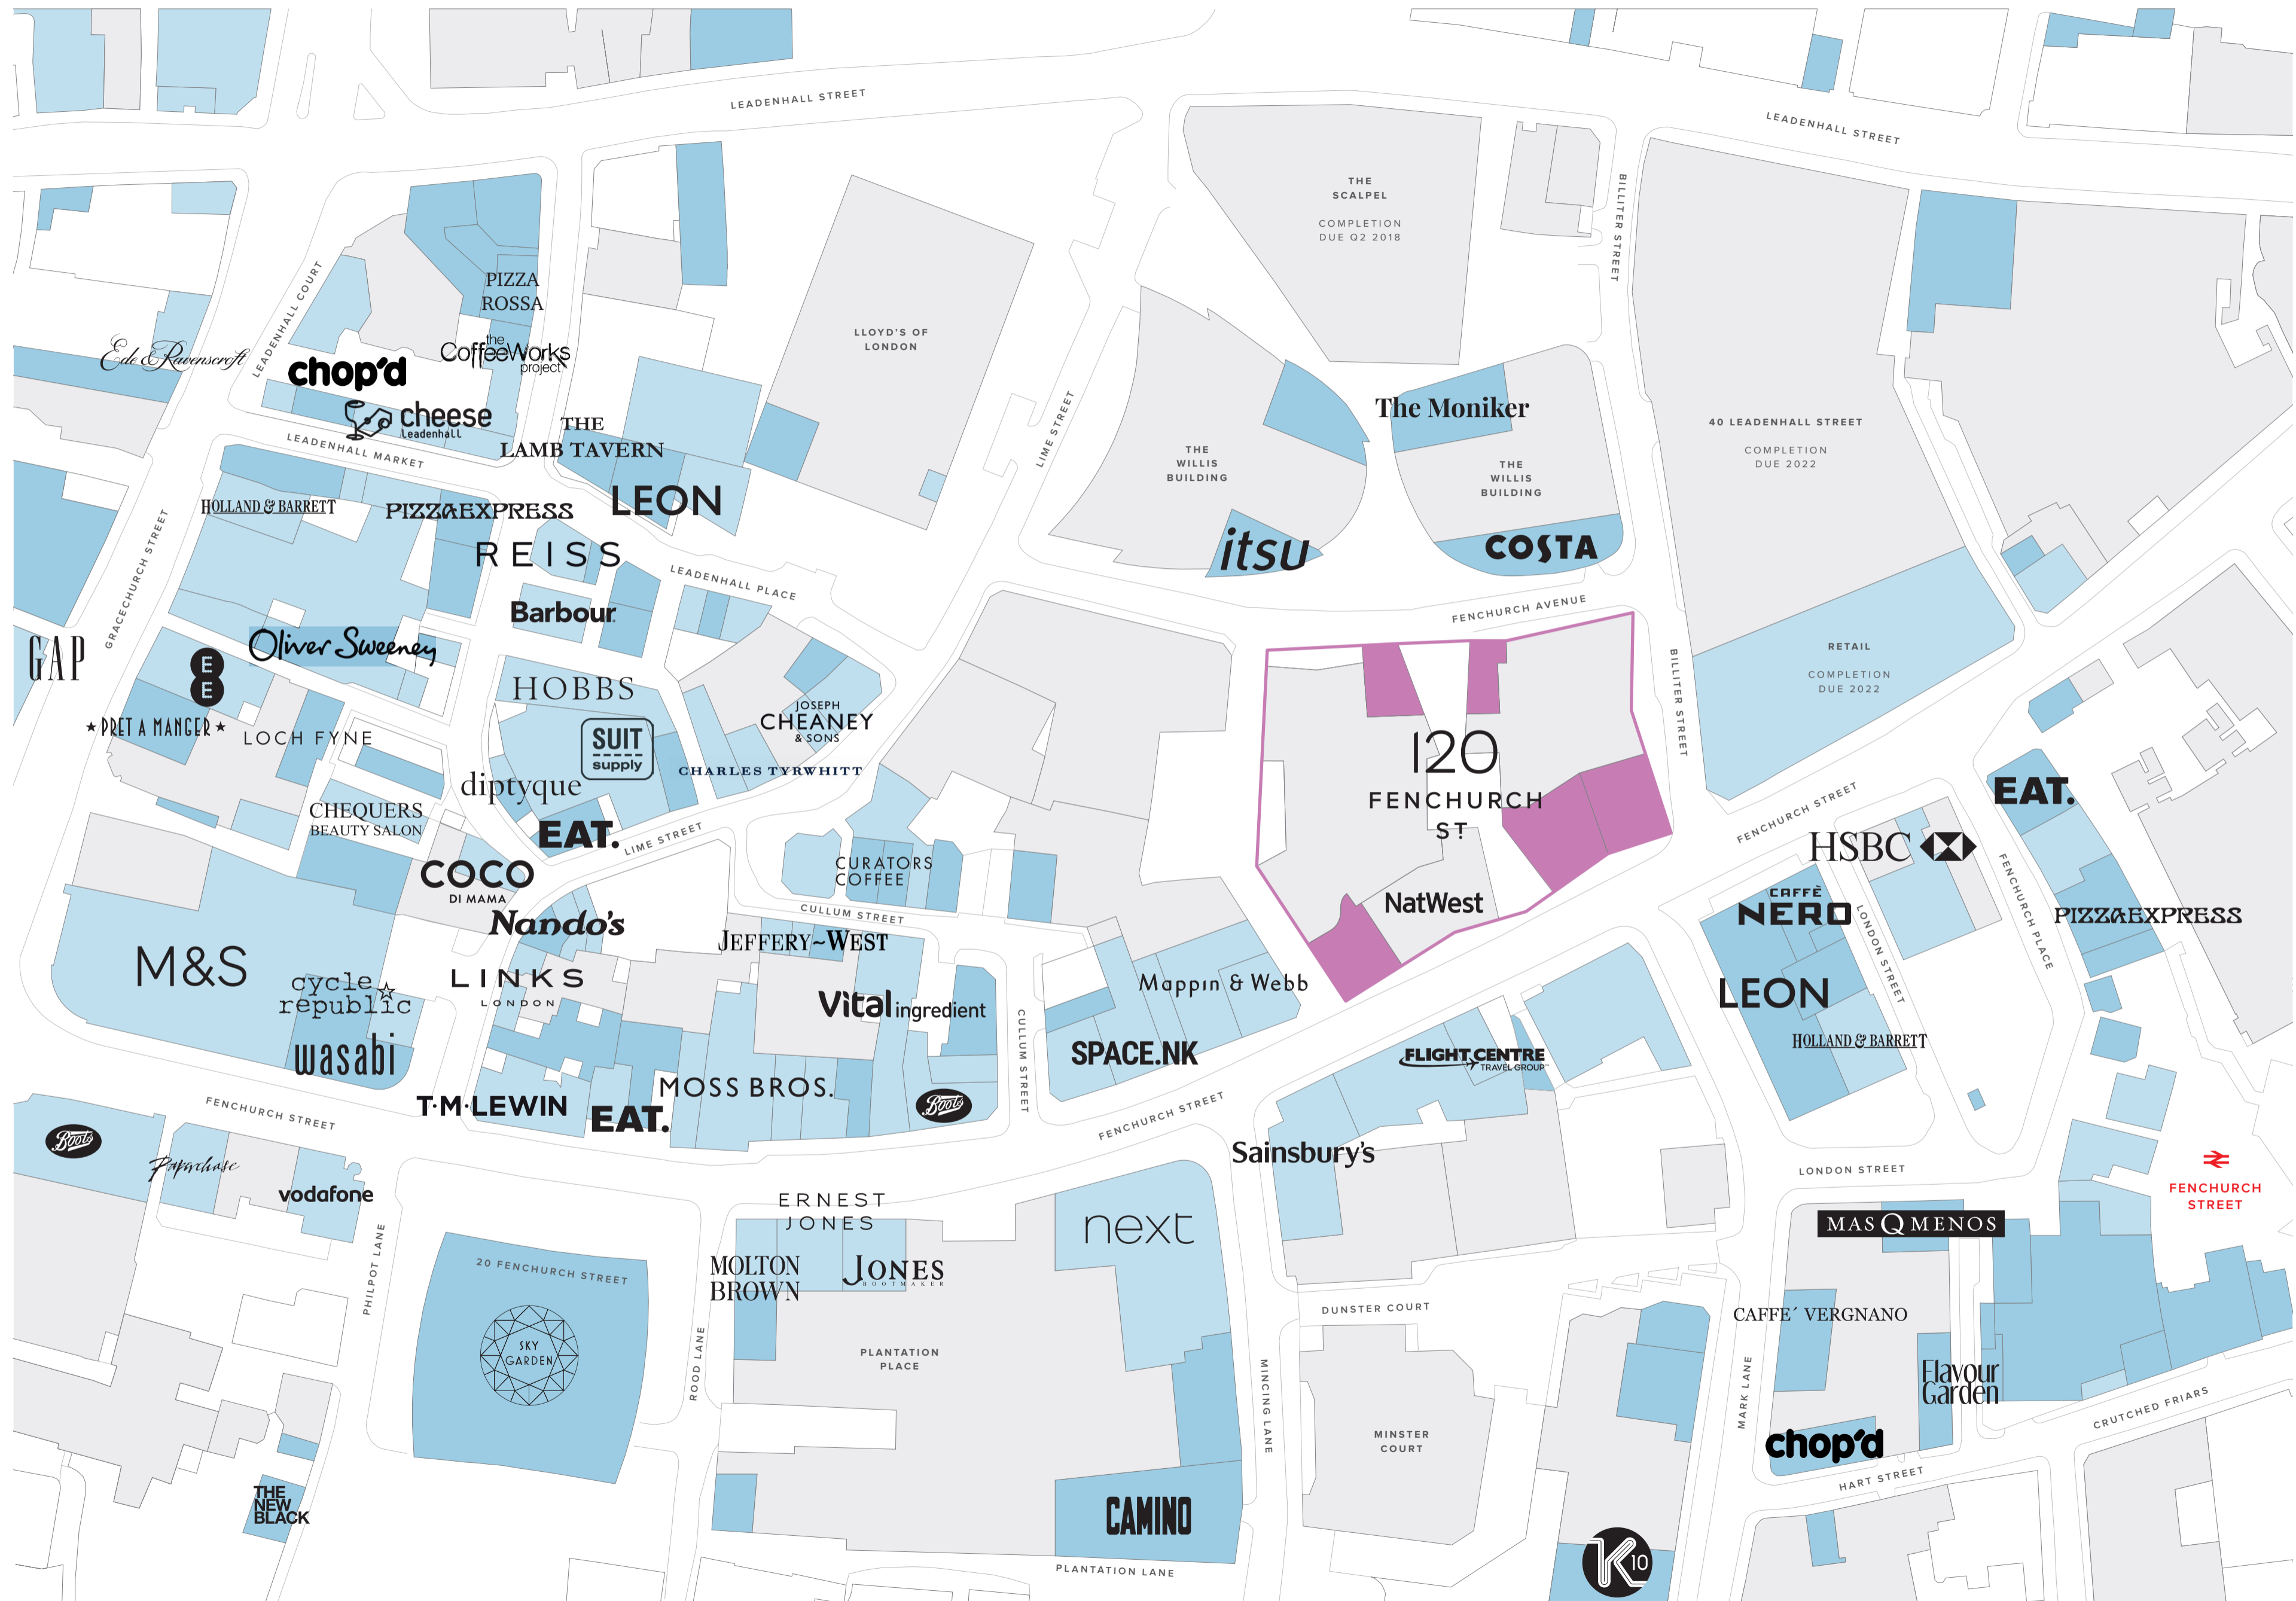 LEADENHALL STREET
LEADENHALL STREET
THE
SCALPEL
COMPLETION
DUE Q2 2018
BILLITER STREET
LEADENHALL COURT
PIZZA
ROSSA
the
CoffeeWorks
project
Ede & Ravenscroft
chop'd
cheese
Leadenhall
LEADENHALL MARKET
THE
LAMB TAVERN
LEON
LLOYD'S OF
LONDON
LIME STREET
THE
WILLIS
BUILDING
The Moniker
THE
WILLIS
BUILDING
itsu
COSTA
40 LEADENHALL STREET
COMPLETION
DUE 2022
HOLLAND & BARRETT
PIZZAEXPRESS
REISS
LEADENHALL PLACE
GRACECHURCH STREET
Barbour
FENCHURCH AVENUE
GAP
EE
Oliver Sweeney
BILLITER STREET
RETAIL
COMPLETION
DUE 2022
HOBBS
PRET A MANGER
LOCH FYNE
SUIT
supply
JOSEPH
CHEANEY
& SONS
CHARLES TYRWHITT
diptyque
120
FENCHURCH
ST
CHEQUERS
BEAUTY SALON
EAT.
LIME STREET
FENCHURCH STREET
EAT.
HSBC
FENCHURCH PLACE
COCO
DI MAMA
CURATORS
COFFEE
NatWest
CAFFÈ
NERO
LONDON STREET
PIZZAEXPRESS
Nando's
CULLUM STREET
JEFFERY~WEST
M&S
LINKS
LONDON
cycle
republic
Mappin & Webb
LEON
Vital ingredient
wasabi
SPACE.NK
CULLUM STREET
FLIGHT CENTRE
TRAVEL GROUP
HOLLAND & BARRETT
T·M·LEWIN
EAT.
MOSS BROS.
Boots
FENCHURCH STREET
FENCHURCH STREET
Boots
Paperchase
vodafone
Sainsbury's
LONDON STREET
FENCHURCH
STREET
ERNEST
JONES
next
MAS Q MENOS
PHILPOT LANE
20 FENCHURCH STREET
SKY
GARDEN
MOLTON
BROWN
JONES
BOOTMAKER
DUNSTER COURT
CAFFE´ VERGNANO
ROOD LANE
PLANTATION
PLACE
MINCING LANE
MARK LANE
Flavour
Garden
CRUTCHED FRIARS
MINSTER
COURT
chop'd
HART STREET
THE
NEW
BLACK
CAMINO
K10
PLANTATION LANE